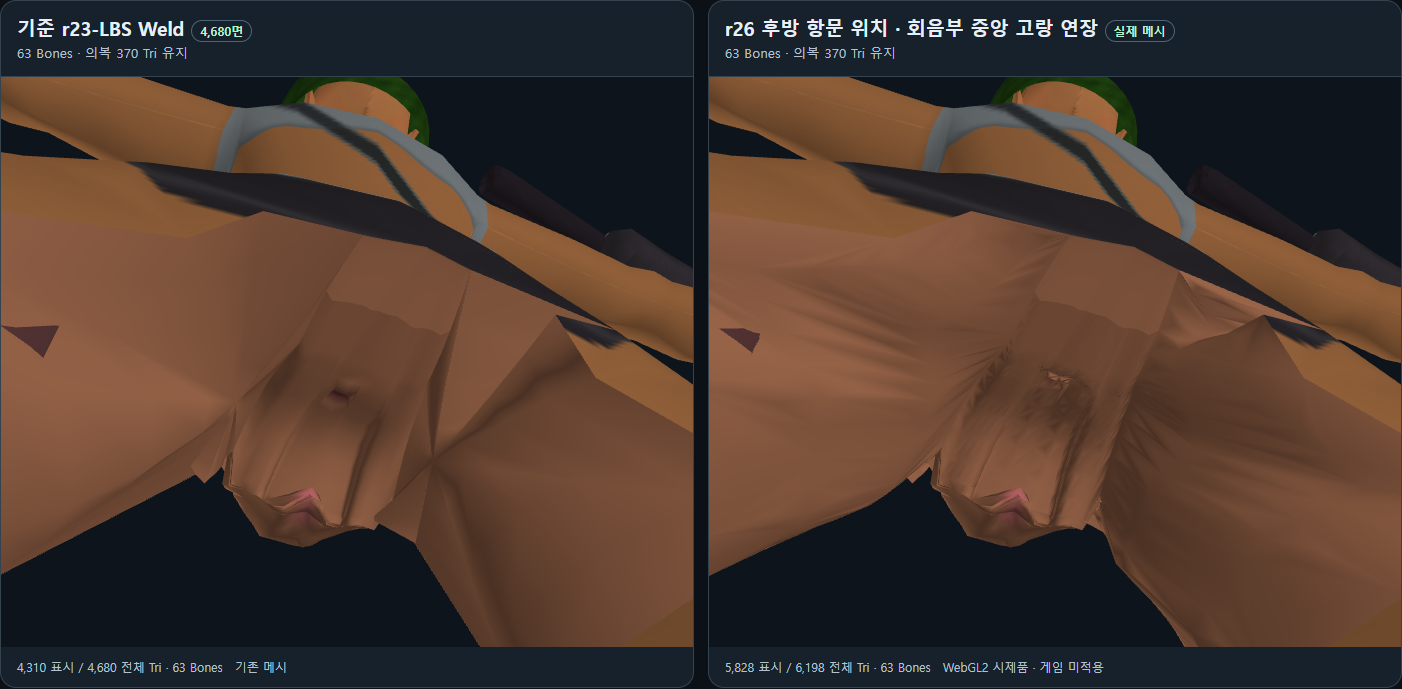 기준 r23-LBS Weld 4,680면
63 Bones · 의복 370 Tri 유지
4,310 표시 / 4,680 전체 Tri · 63 Bones 기존 메시
r26 후방 항문 위치 · 회음부 중앙 고랑 연장 실제 메시
63 Bones · 의복 370 Tri 유지
5,828 표시 / 6,198 전체 Tri · 63 Bones WebGL2 시제품 · 게임 미적용